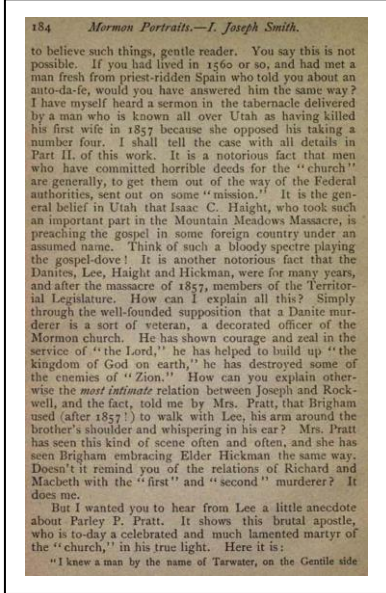 184 Mormon Portraits.—I. Joseph Smith.
to believe such things, gentle reader. You say this is not
possible. If you had lived in 1560 or so, and had met a
man fresh from priest-ridden Spain who told you about an
auto-da-fe, would you have answered him the same way?
I have myself heard a sermon in the tabernacle delivered
by a man who is known all over Utah as having killed
his first wife in 1857 because she opposed his taking a
number four. I shall tell the case with all details in
Part II. of this work. It is a notorious fact that men
who have committed horrible deeds for the "church"
are generally, to get them out of the way of the Federal
authorities, sent out on some "mission." It is the gen-
eral belief in Utah that Isaac C. Haight, who took such
an important part in the Mountain Meadows Massacre, is
preaching the gospel in some foreign country under an
assumed name. Think of such a bloody spectre playing
the gospel-dove! It is another notorious fact that the
Danites, Lee, Haight and Hickman, were for many years,
and after the massacre of 1857, members of the Territor-
ial Legislature. How can I explain all this? Simply
through the well-founded supposition that a Danite mur-
derer is a sort of veteran, a decorated officer of the
Mormon church. He has shown courage and zeal in the
service of "the Lord," he has helped to build up "the
kingdom of God on earth," he has destroyed some of
the enemies of "Zion." How can you explain other-
wise the most intimate relation between Joseph and Rock-
well, and the fact, told me by Mrs. Pratt, that Brigham
used (after 1857!) to walk with Lee, his arm around the
brother's shoulder and whispering in his ear? Mrs. Pratt
has seen this kind of scene often and often, and she has
seen Brigham embracing Elder Hickman the same way.
Doesn't it remind you of the relations of Richard and
Macbeth with the "first" and "second" murderer? It
does me.
But I wanted you to hear from Lee a little anecdote
about Parley P. Pratt. It shows this brutal apostle,
who is to-day a celebrated and much lamented martyr of
the "church," in his true light. Here it is:
"I knew a man by the name of Tarwater, on the Gentile side